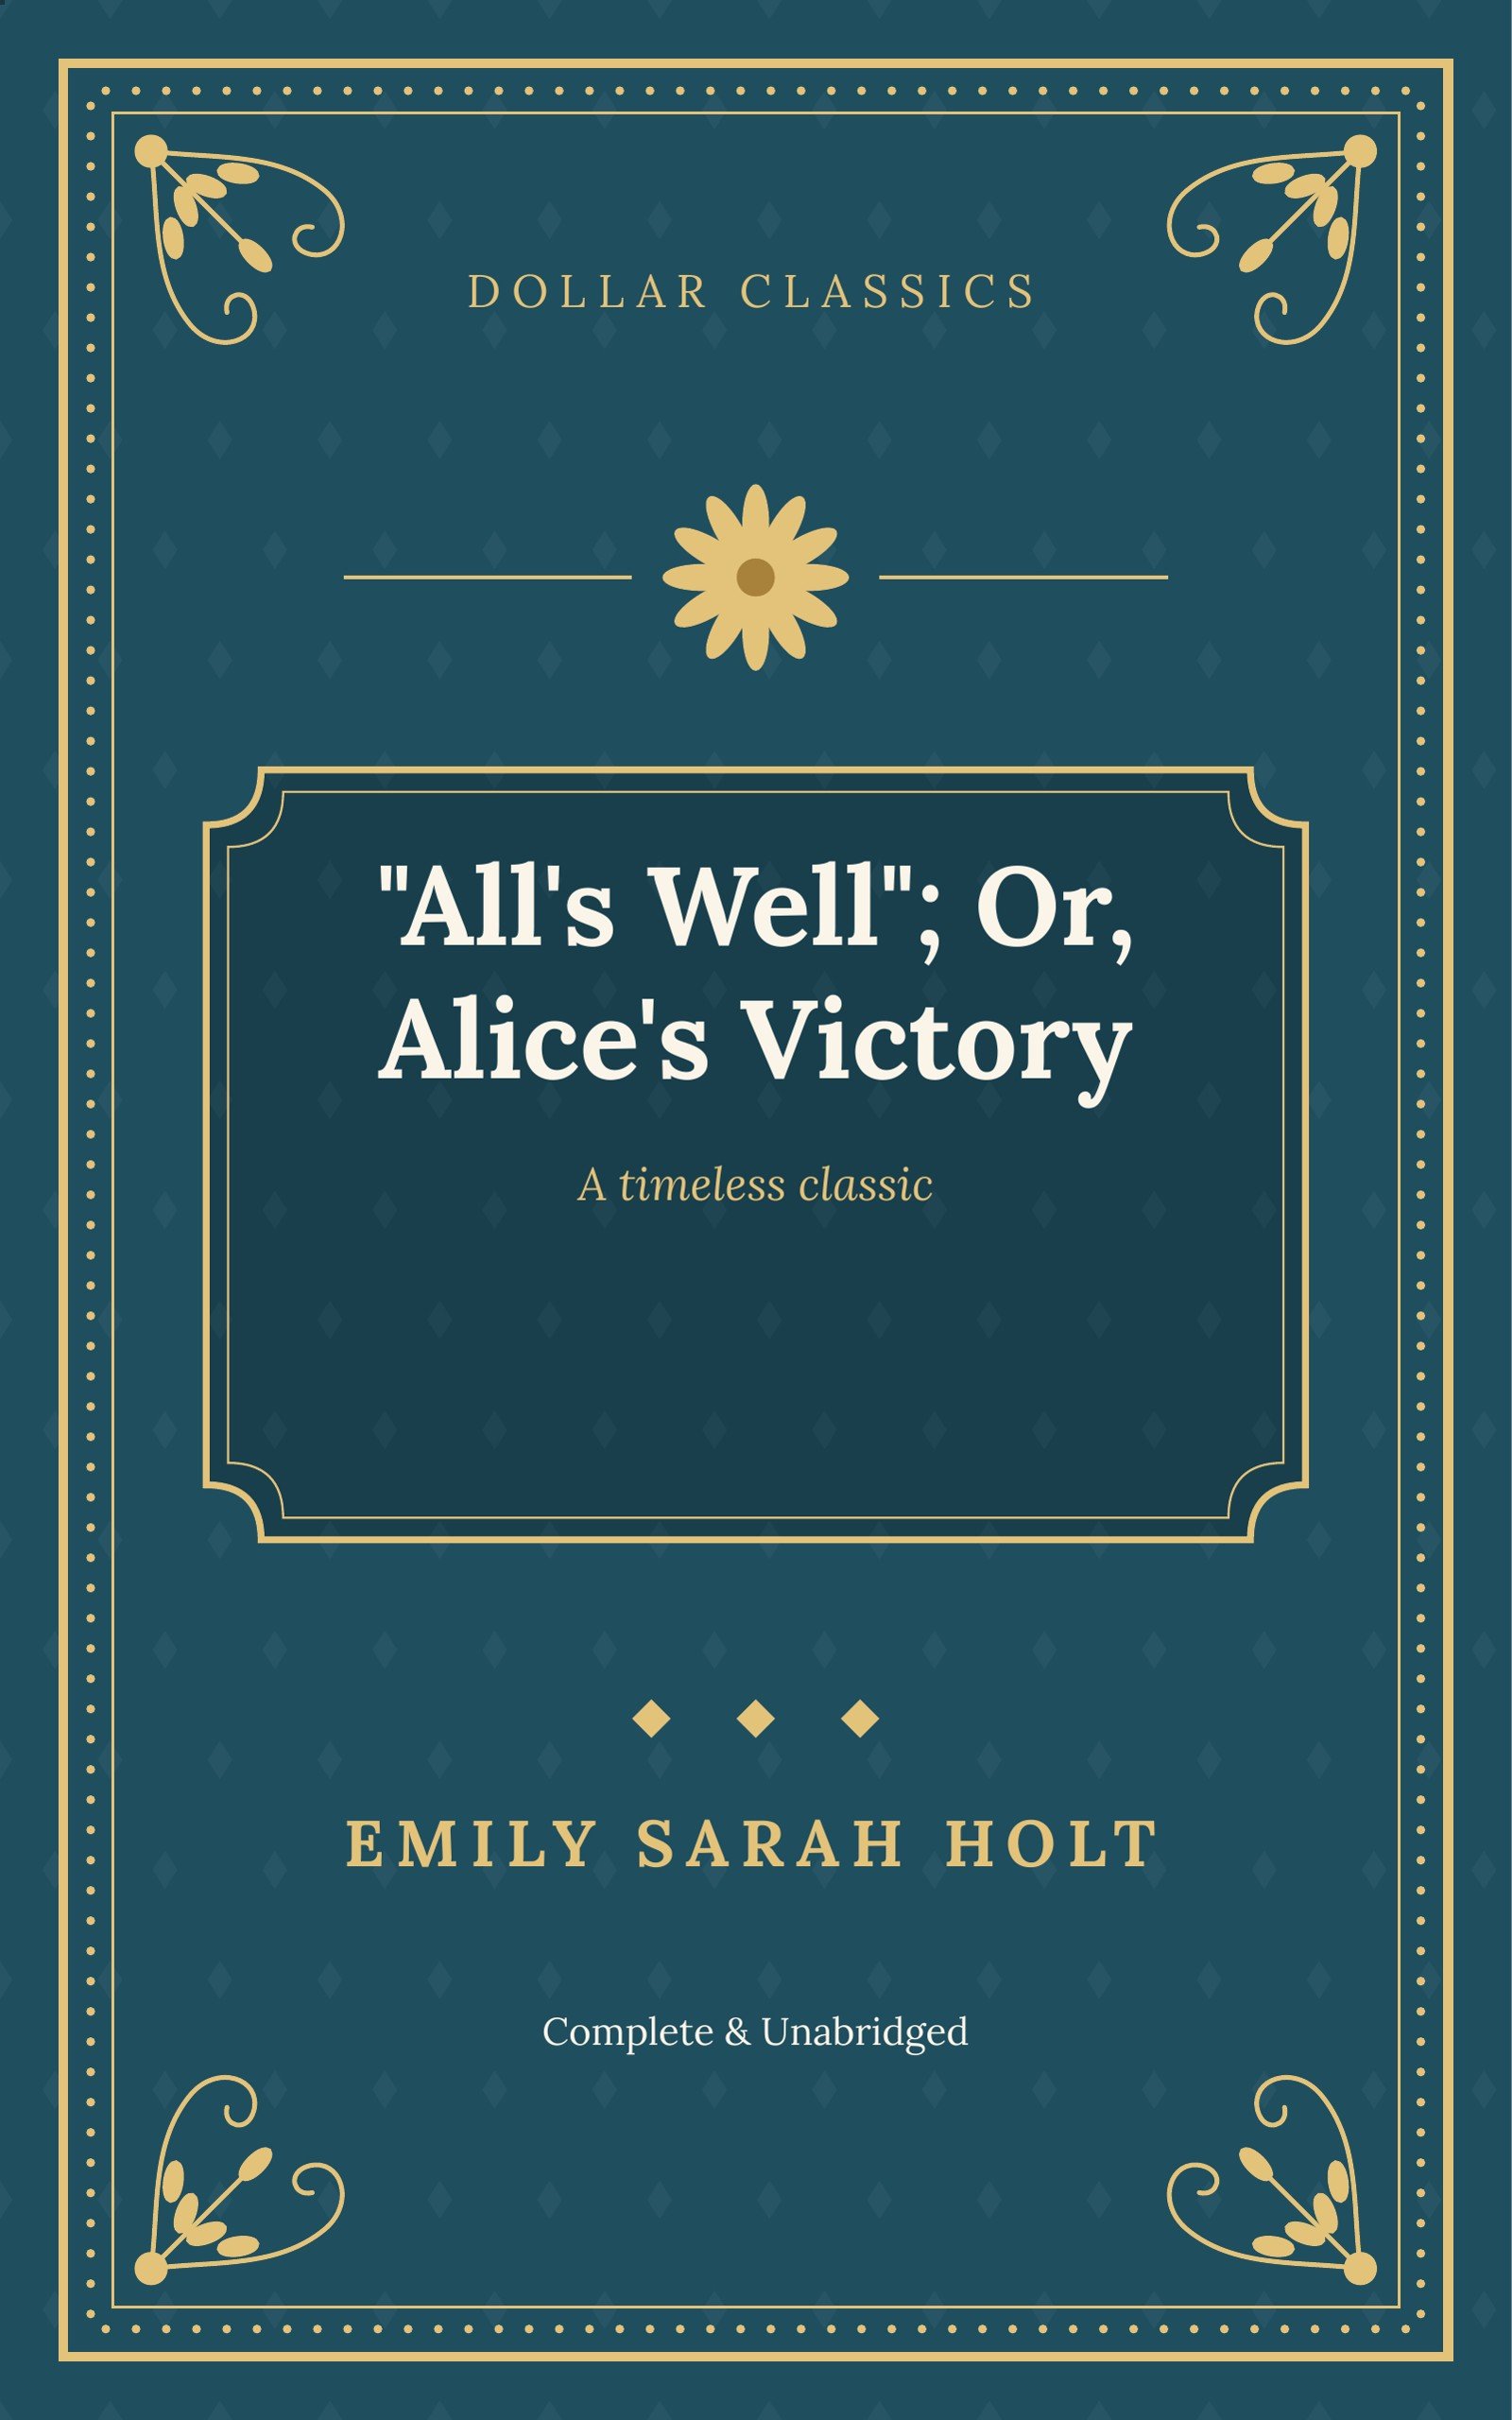 DOLLAR CLASSICS
"All's Well"; Or,
Alice's Victory
A timeless classic
EMILY SARAH HOLT
Complete & Unabridged